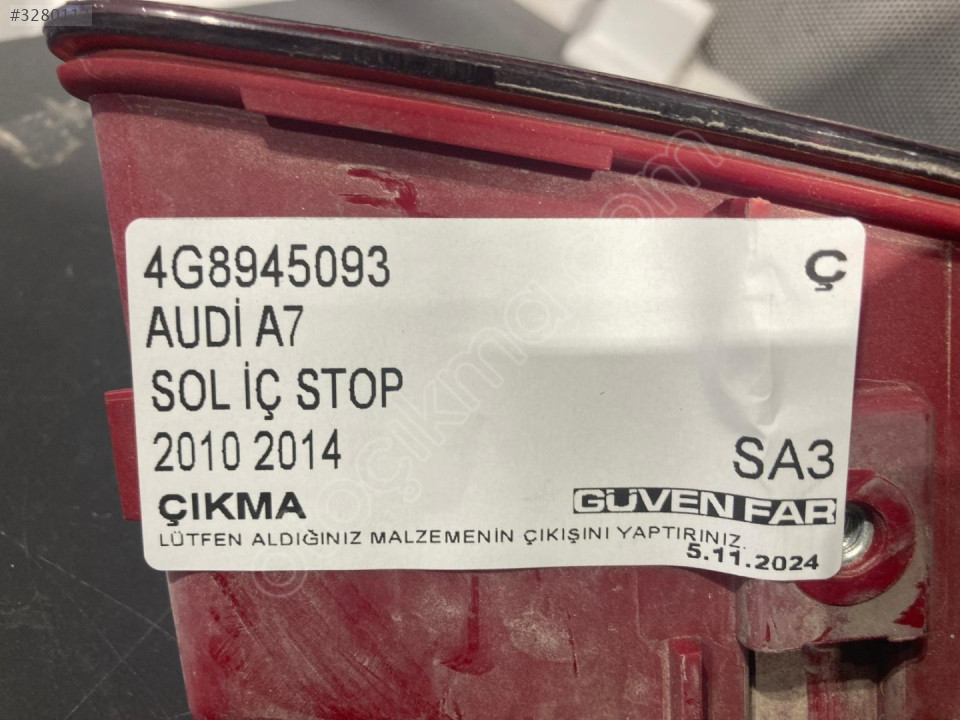 #328011
4G8945093
Ç
AUDİ A7
SOL İÇ STOP
2010 2014
SA3
ÇIKMA
GÜVEN FAR
LÜTFEN ALDIĞINIZ MALZEMENİN ÇIKIŞINI YAPTIRINIZ.
5.11.2024